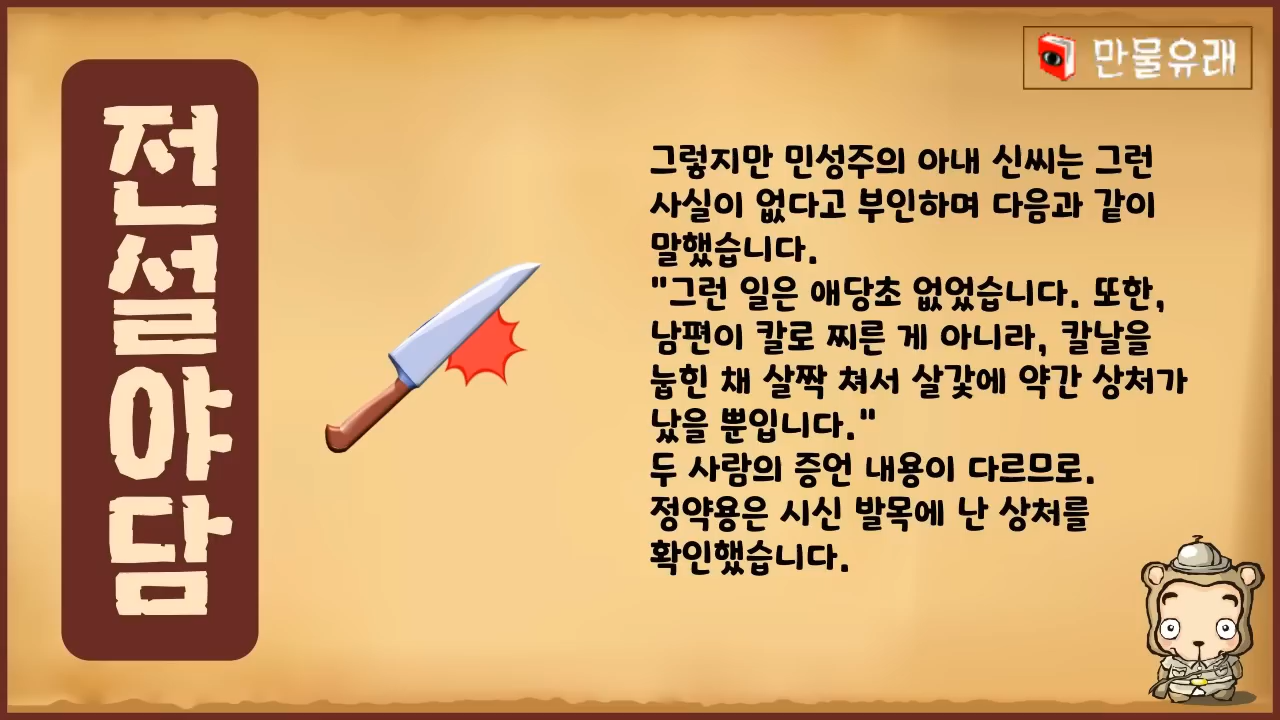 전설야담
만물유래
그렇지만 민성주의 아내 신씨는 그런
사실이 없다고 부인하며 다음과 같이
말했습니다.
"그런 일은 애당초 없었습니다. 또한,
남편이 칼로 찌른 게 아니라, 칼날을
눕힌 채 살짝 쳐서 살갗에 약간 상처가
났을 뿐입니다."
두 사람의 증언 내용이 다르므로.
정약용은 시신 발목에 난 상처를
확인했습니다.